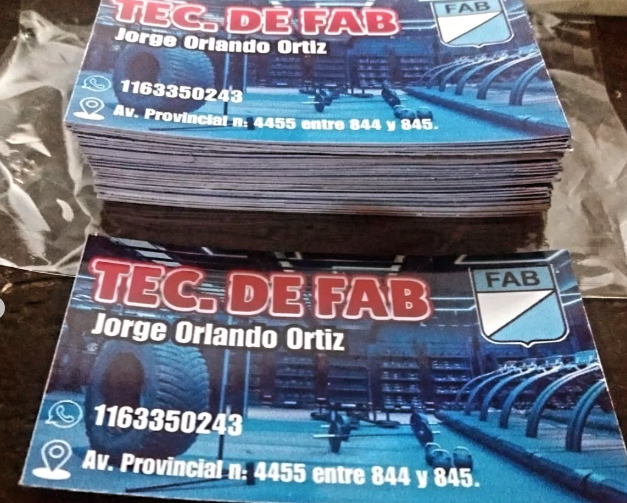 TEC. DE FAB
FAB
Jorge Orlando Ortiz
1163350243
Av. Provincial n: 4455 entre 844 y 845.
TEC. DE FAB
FAB
Jorge Orlando Ortiz
1163350243
Av. Provincial n: 4455 entre 844 y 845.